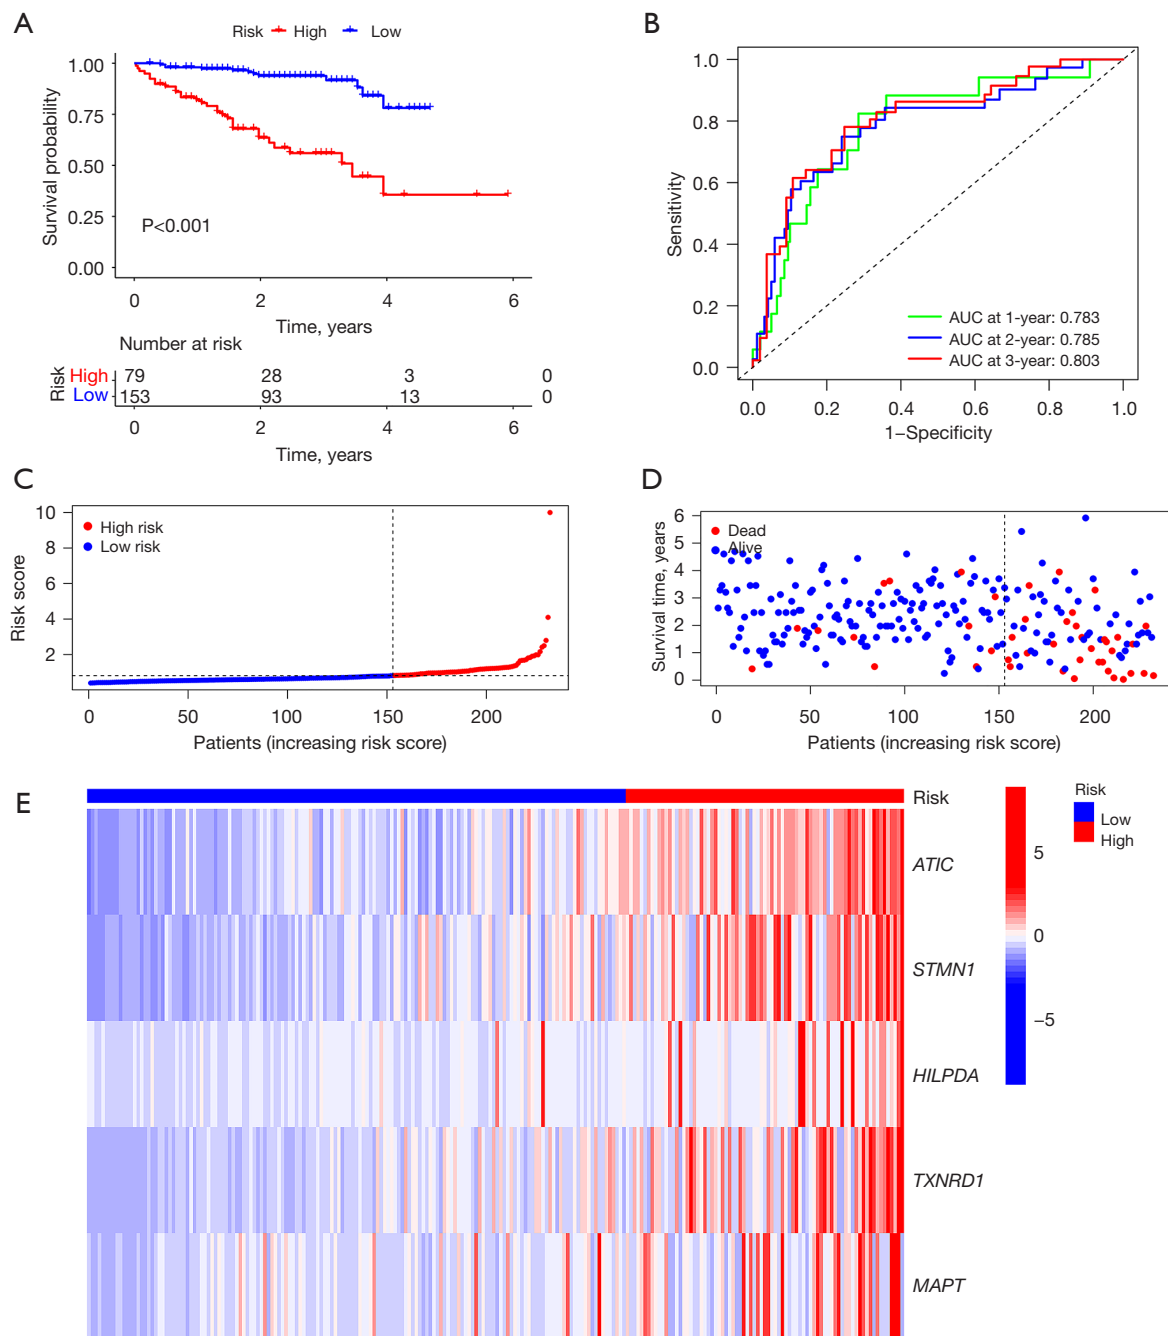 A
Risk High Low
Survival probability
1.00
0.75
0.50
0.25
0.00
P<0.001
0 2 4 6
Time, years
Number at risk
Risk
High 79 28 3 0
Low 153 93 13 0
0 2 4 6
Time, years
B
Sensitivity
1.0
0.8
0.6
0.4
0.2
0.0
AUC at 1-year: 0.783
AUC at 2-year: 0.785
AUC at 3-year: 0.803
0.0 0.2 0.4 0.6 0.8 1.0
1−Specificity
C
Risk score
10
8
6
4
2
High risk
Low risk
0 50 100 150 200
Patients (increasing risk score)
D
Survival time, years
6
5
4
3
2
1
0
Dead
Alive
0 50 100 150 200
Patients (increasing risk score)
E
Risk
ATIC
STMN1
HILPDA
TXNRD1
MAPT
5
0
−5
Risk
Low
High